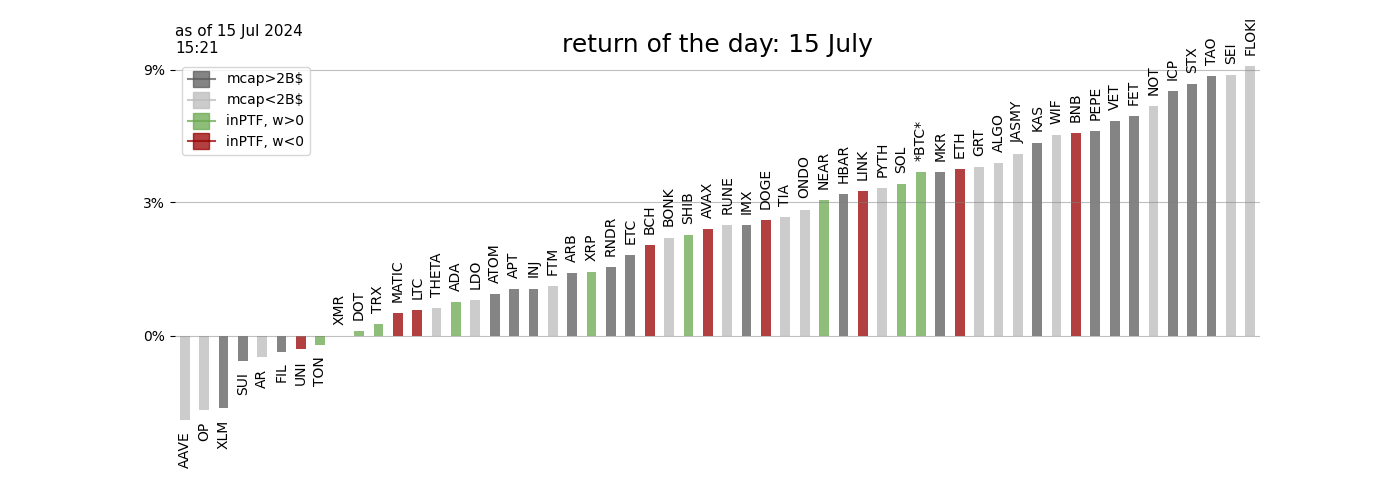 as of 15 Jul 2024
15:21
return of the day: 15 July
9%
3%
0%
mcap>2B$
mcap<2B$
inPTF, w>0
inPTF, w<0
AAVE
OP
XLM
SUI
AR
FIL
UNI
TON
XMR
DOT
TRX
MATIC
LTC
THETA
ADA
LDO
ATOM
APT
INJ
FTM
ARB
XRP
RNDR
ETC
BCH
BONK
SHIB
AVAX
RUNE
IMX
DOGE
TIA
ONDO
NEAR
HBAR
LINK
PYTH
SOL
*BTC*
MKR
ETH
GRT
ALGO
JASMY
KAS
WIF
BNB
PEPE
VET
FET
NOT
ICP
STX
TAO
SEI
FLOKI